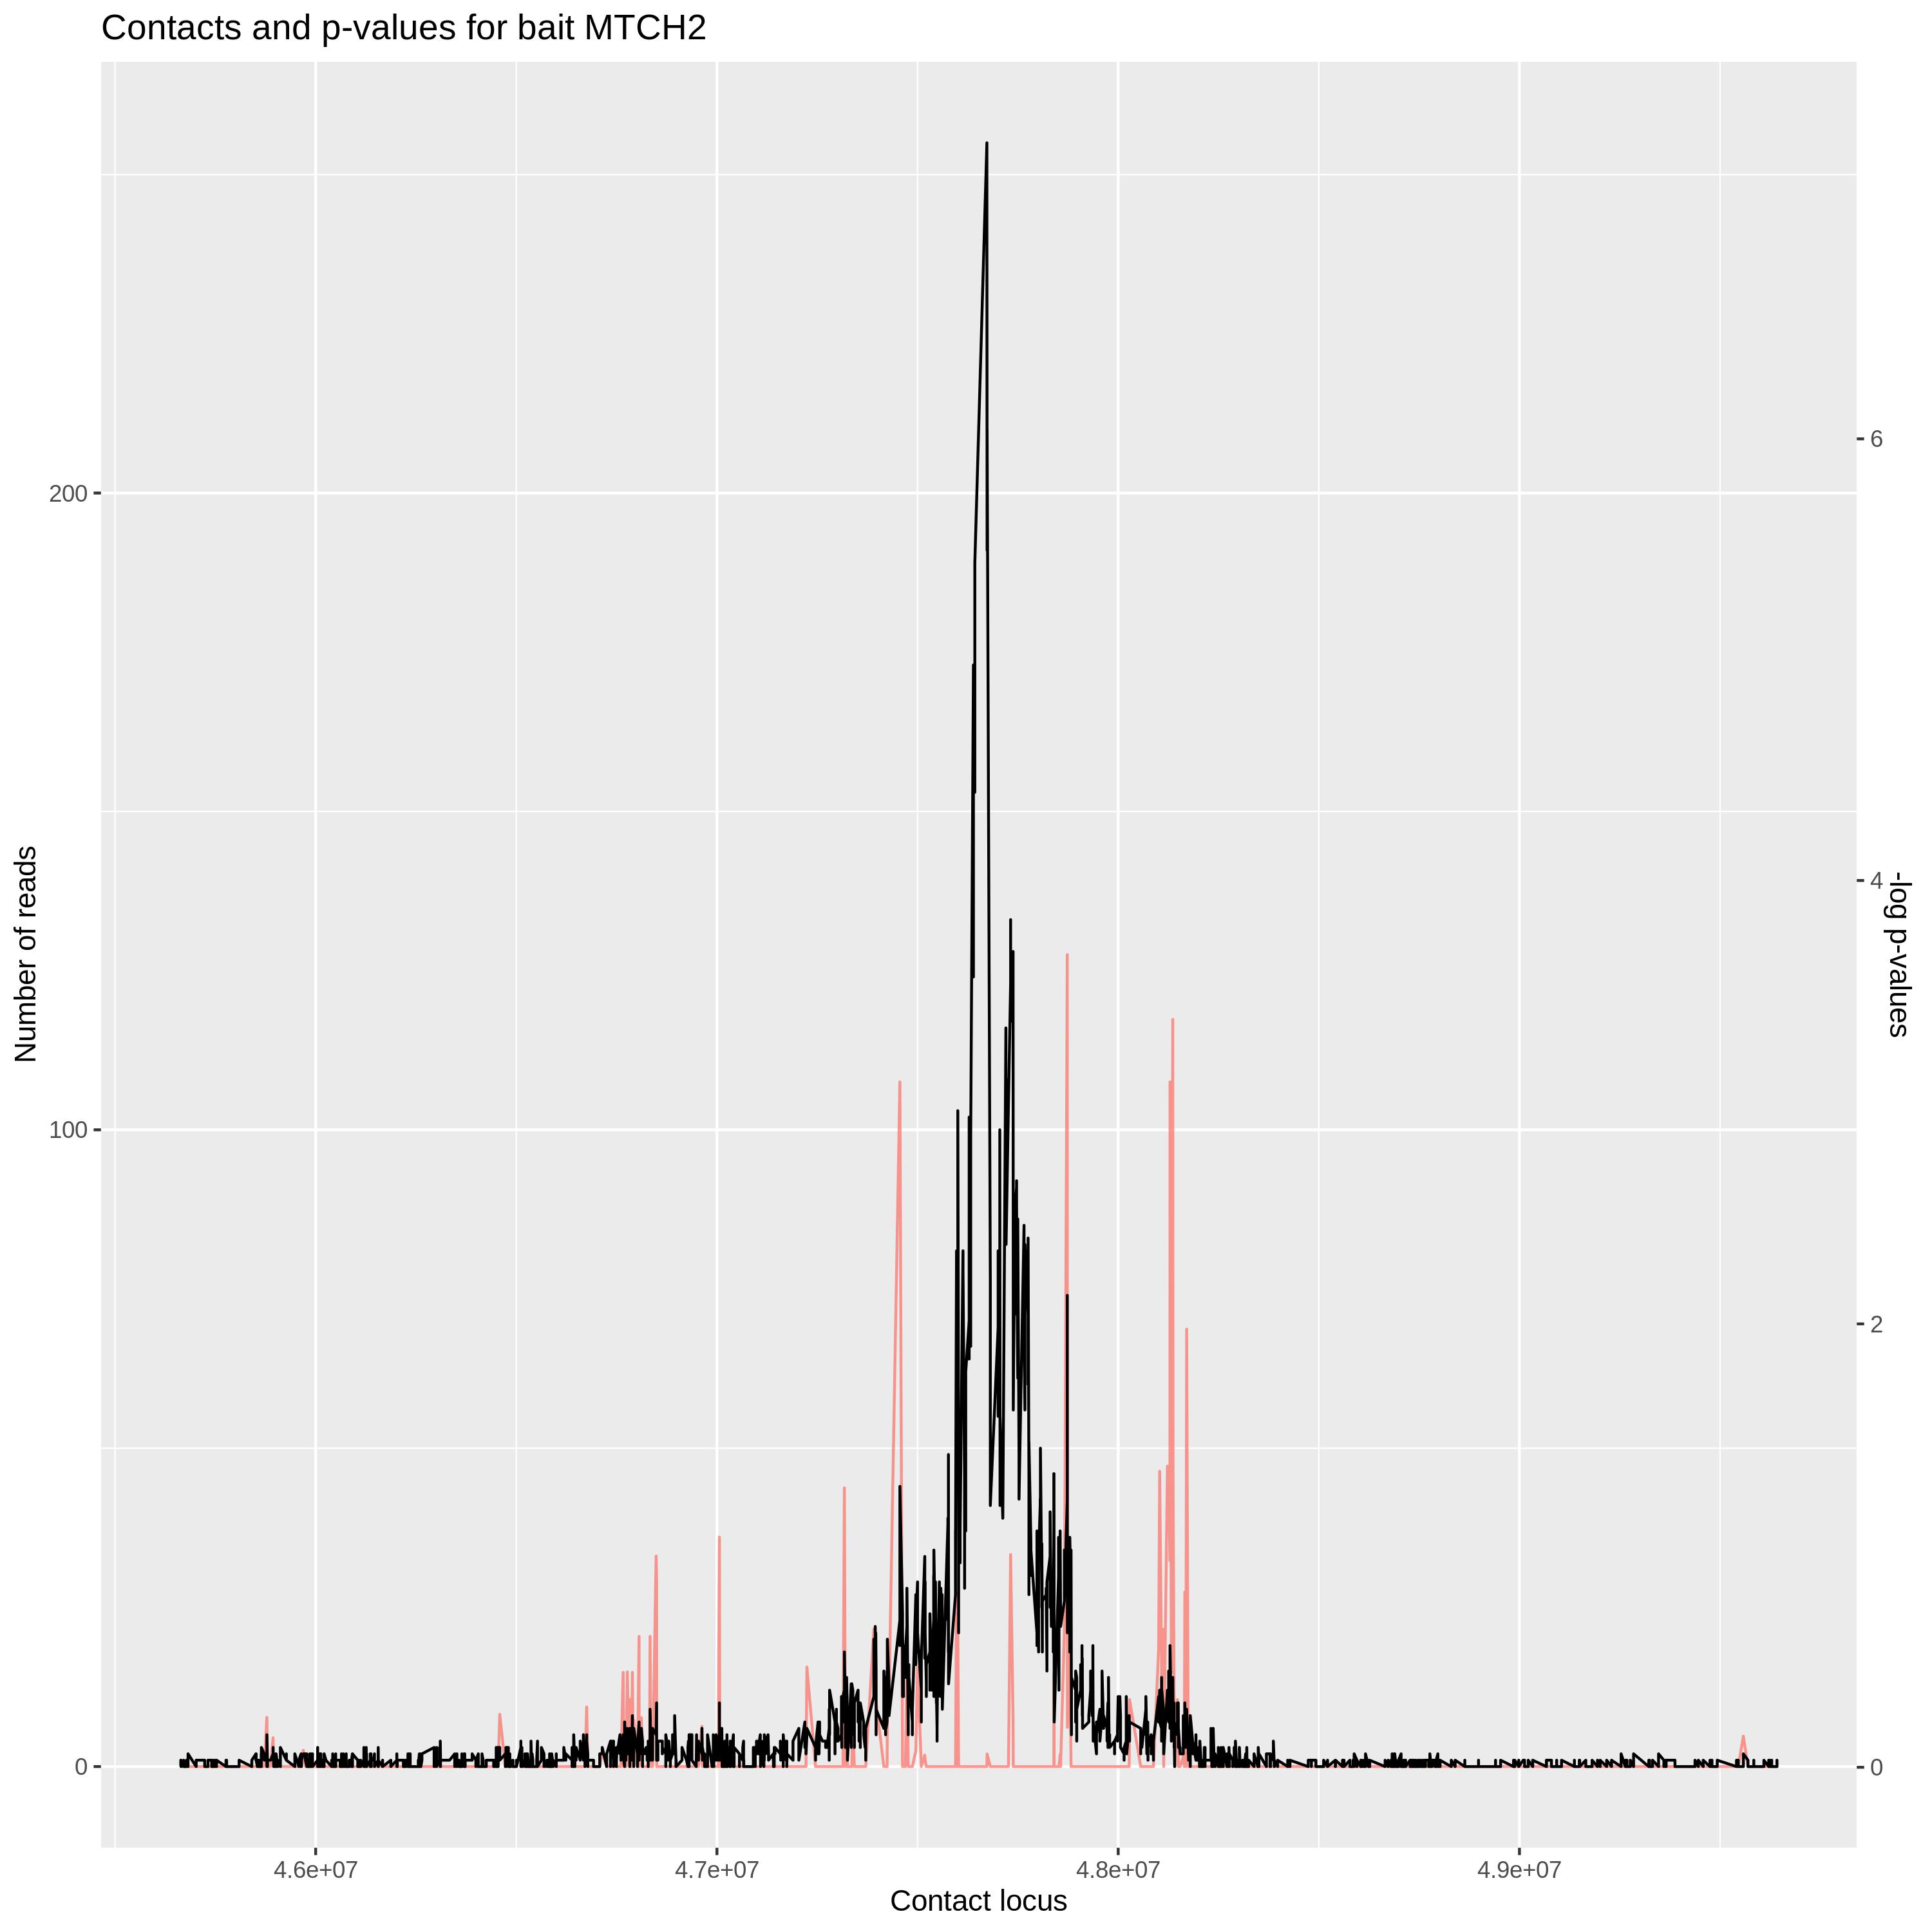 Contacts and p-values for bait MTCH2
200
100
0
Number of reads
6
4
2
0
-log p-values
4.6e+07 4.7e+07 4.8e+07 4.9e+07
Contact locus